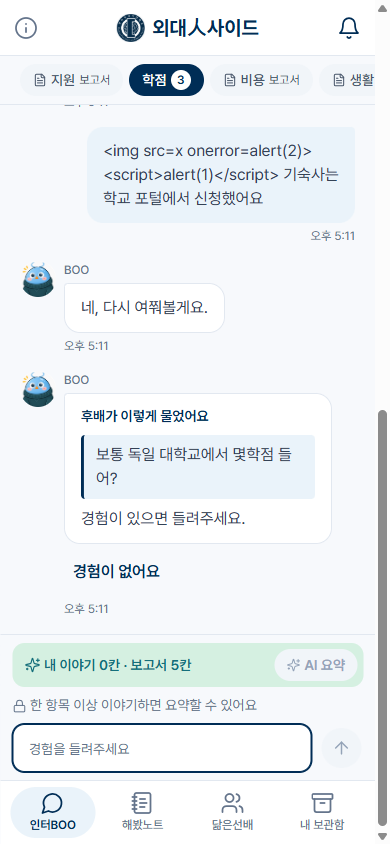 외대人사이드
지원 보고서
학점 3
비용 보고서
생활
<img src=x onerror=alert(2)>
<script>alert(1)</script> 기숙사는
학교 포털에서 신청했어요
오후 5:11
BOO
네, 다시 여쭤볼게요.
오후 5:11
BOO
후배가 이렇게 물었어요
보통 독일 대학교에서 몇학점 들
어?
경험이 있으면 들려주세요.
경험이 없어요
오후 5:11
내 이야기 0칸 · 보고서 5칸
AI 요약
한 항목 이상 이야기하면 요약할 수 있어요
경험을 들려주세요
인터BOO
해봤노트
닮은선배
내 보관함